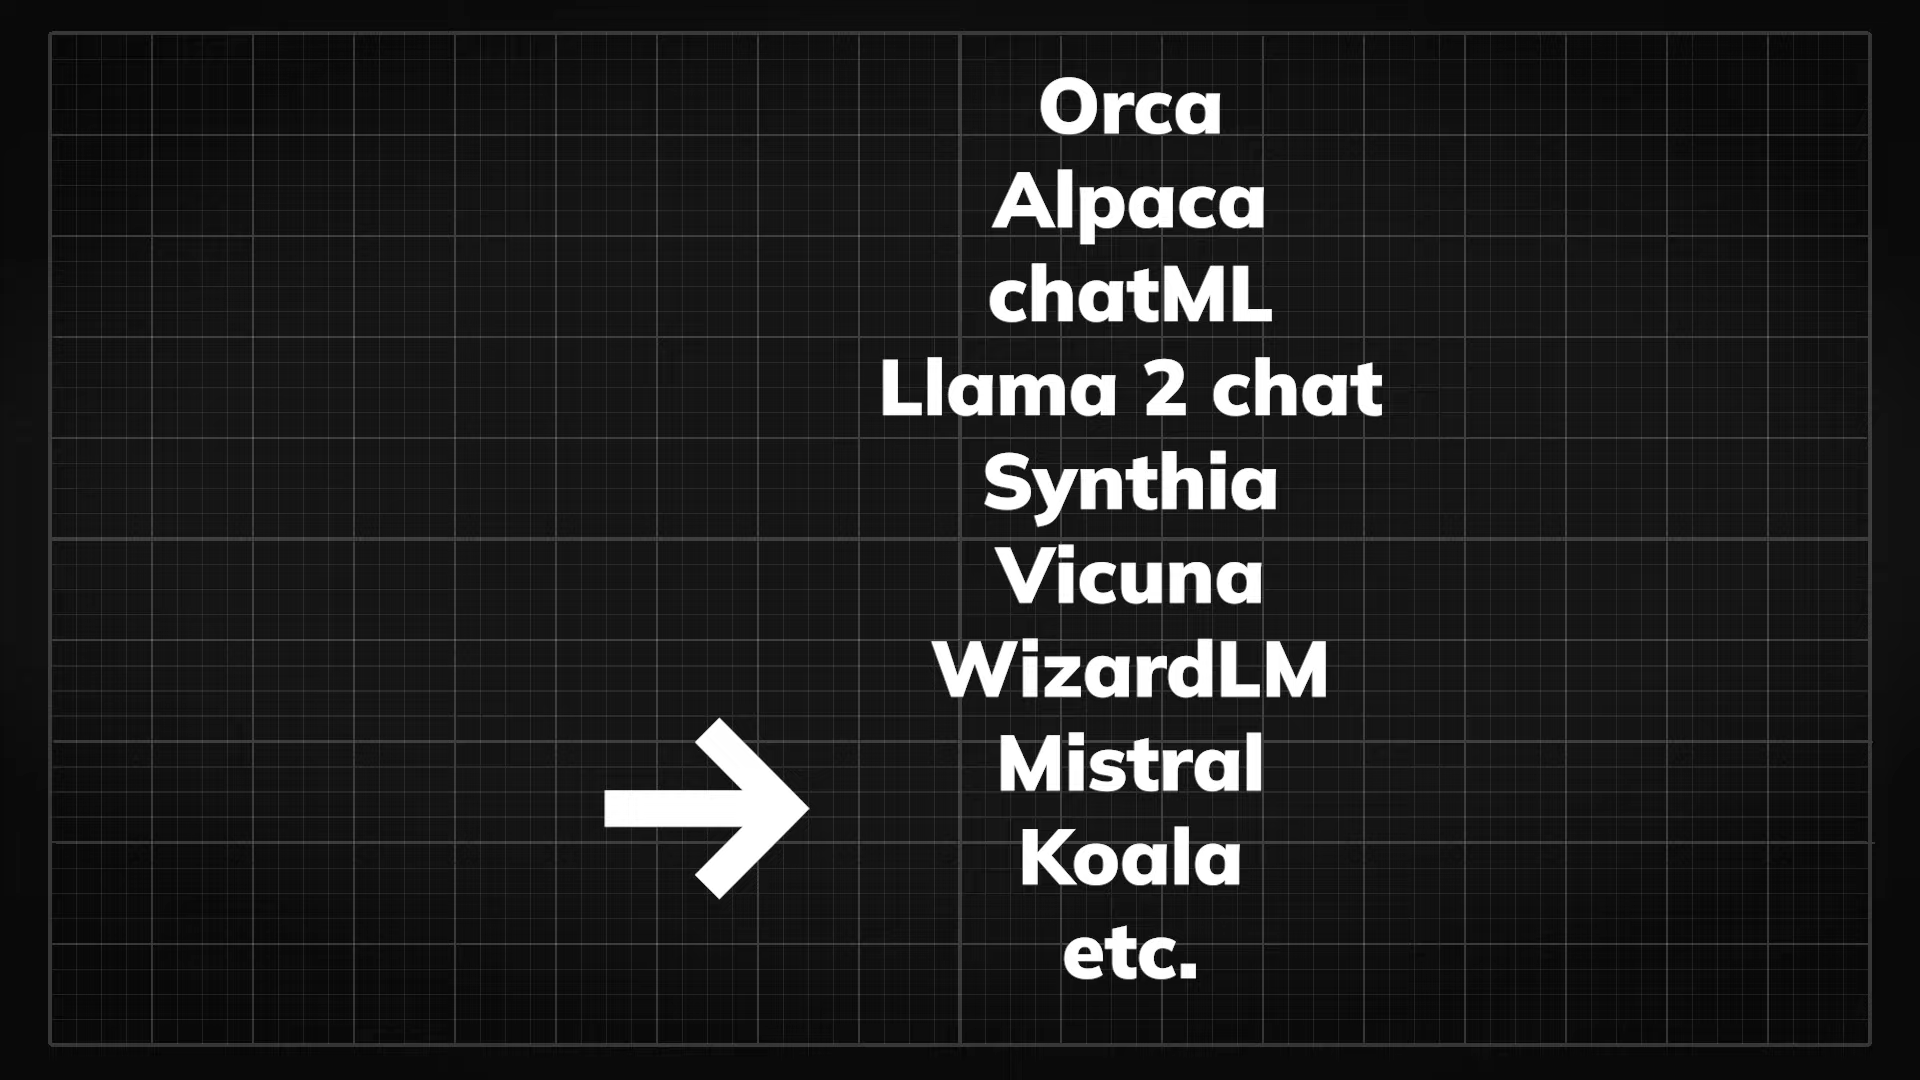 Orca
Alpaca
chatML
Llama 2 chat
Synthia
Vicuna
WizardLM
Mistral
Koala
etc.